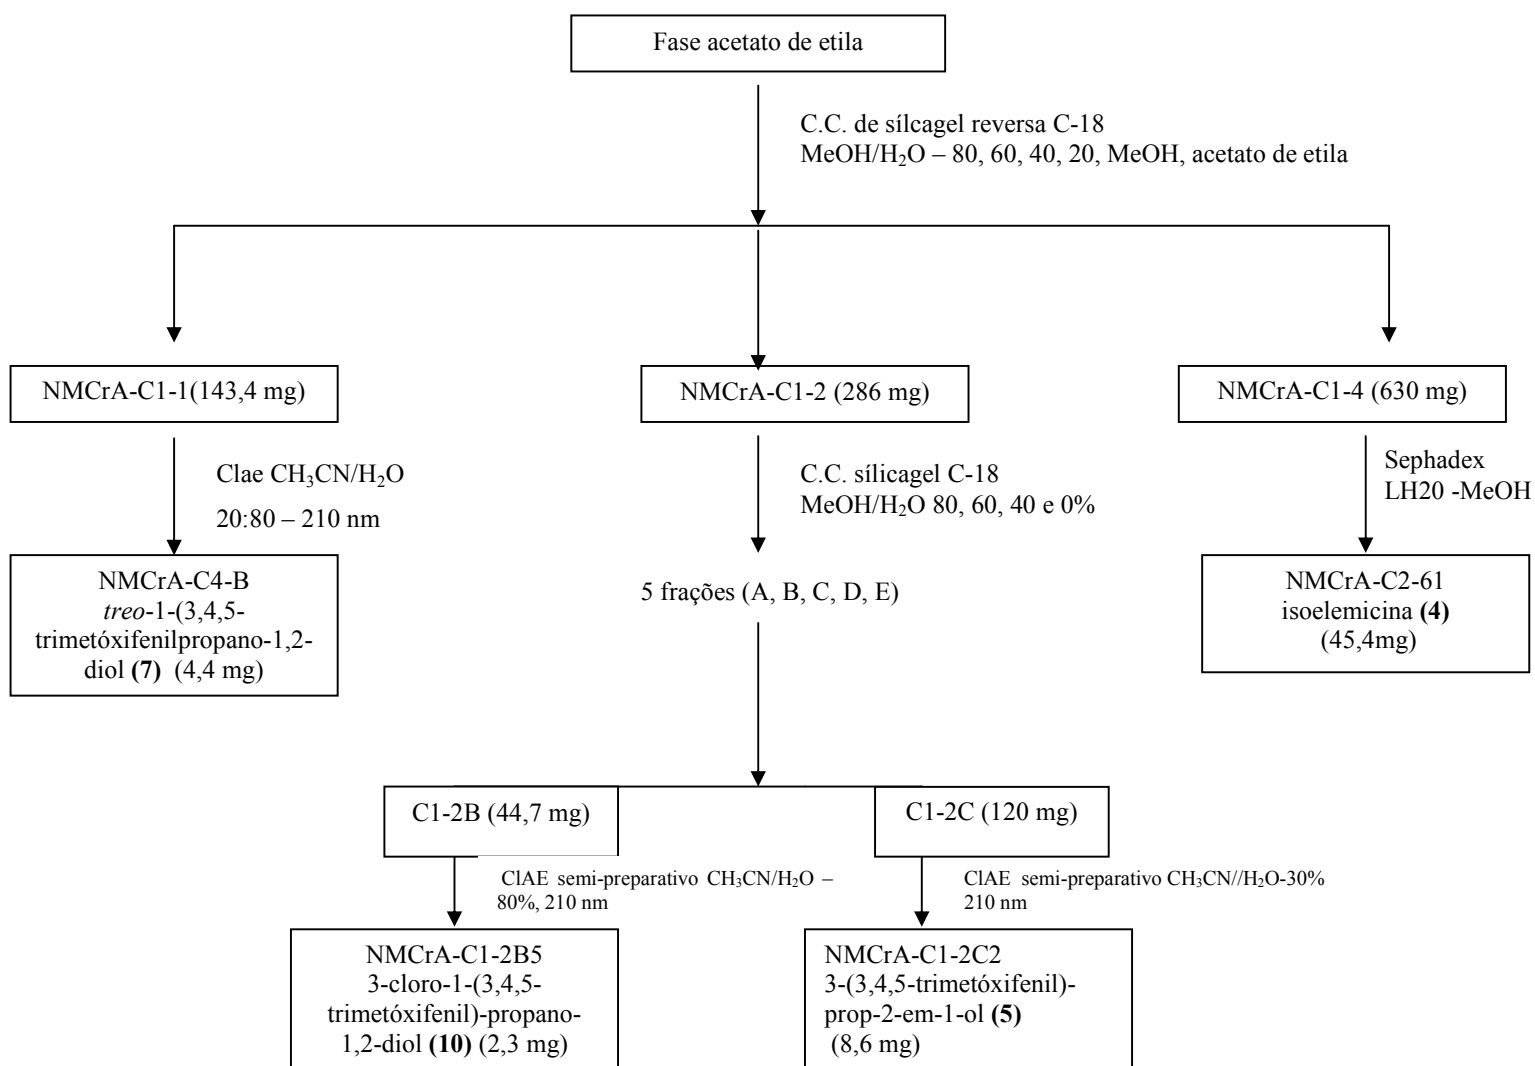 Fase acetato de etila
C.C. de sílcagel reversa C-18
MeOH/H₂O – 80, 60, 40, 20, MeOH, acetato de etila
NMCrA-C1-1(143,4 mg)
NMCrA-C1-2 (286 mg)
NMCrA-C1-4 (630 mg)
Clae CH₃CN/H₂O
20:80 – 210 nm
C.C. sílicagel C-18
MeOH/H₂O 80, 60, 40 e 0%
Sephadex
LH20 -MeOH
NMCrA-C4-B
treo-1-(3,4,5-
trimetóxifenilpropano-1,2-
diol (7) (4,4 mg)
5 frações (A, B, C, D, E)
NMCrA-C2-61
isoelemicina (4)
(45,4mg)
C1-2B (44,7 mg)
C1-2C (120 mg)
ClAE semi-preparativo CH₃CN/H₂O –
80%, 210 nm
ClAE semi-preparativo CH₃CN//H₂O-30%
210 nm
NMCrA-C1-2B5
3-cloro-1-(3,4,5-
trimetóxifenil)-propano-
1,2-diol (10) (2,3 mg)
NMCrA-C1-2C2
3-(3,4,5-trimetóxifenil)-
prop-2-em-1-ol (5)
(8,6 mg)